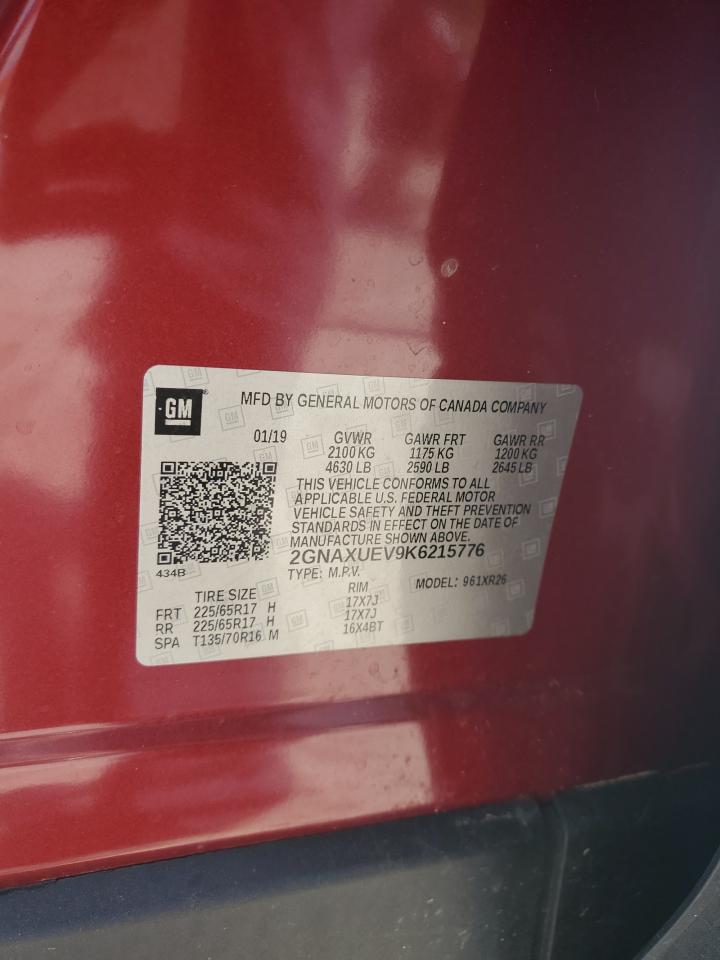 GM ®
MFD BY GENERAL MOTORS OF CANADA COMPANY
01/19 GVWR GAWR FRT GAWR RR
2100 KG 1175 KG 1200 KG
4630 LB 2590 LB 2645 LB
THIS VEHICLE CONFORMS TO ALL
APPLICABLE U.S. FEDERAL MOTOR
VEHICLE SAFETY AND THEFT PREVENTION
STANDARDS IN EFFECT ON THE DATE OF
MANUFACTURE SHOWN ABOVE.
2GNAXUEV9K6215776
434B
TYPE: M.P.V. MODEL: 961XR26
TIRE SIZE RIM
FRT 225/65R17 H 17X7J
RR 225/65R17 H 17X7J
SPA T135/70R16 M 16X4BT